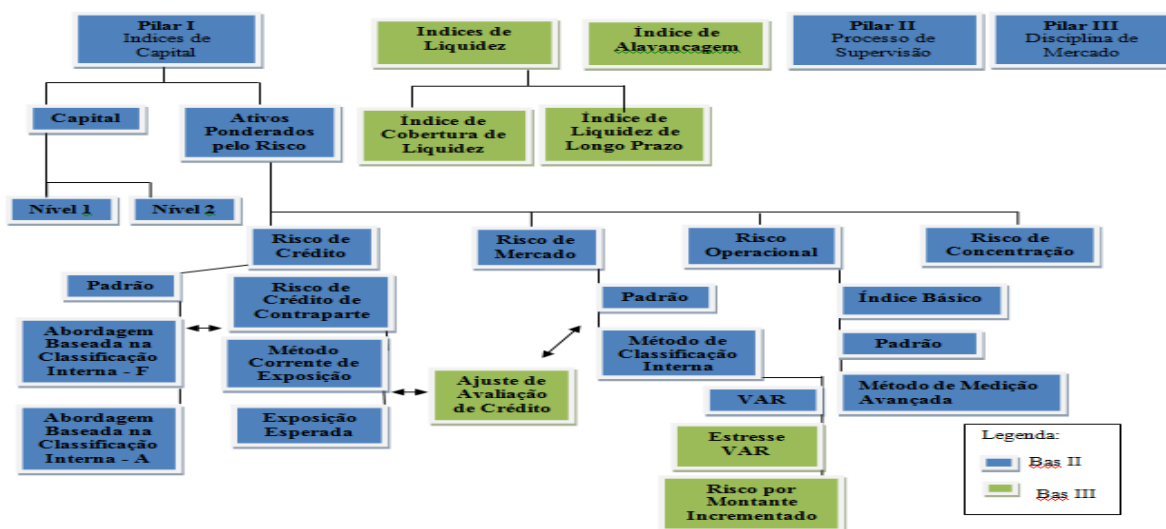 Pilar I
Indices de
Capital
Indices de
Liquidez
Índice de
Alavancagem
Pilar II
Processo de
Supervisão
Pilar III
Disciplina de
Mercado
Capital
Ativos
Ponderados
pelo Risco
Índice de
Cobertura de
Liquidez
Índice de
Liquidez de
Longo Prazo
Nível 1
Nível 2
Risco de
Crédito
Risco de
Mercado
Risco
Operacional
Risco de
Concentração
Padrão
Abordagem
Baseada na
Classificação
Interna - F
Abordagem
Baseada na
Classificação
Interna - A
Risco de
Crédito de
Contraparte
Método
Corrente de
Exposição
Exposição
Esperada
Ajuste de
Avaliação
de Crédito
Padrão
Método de
Classificação
Interna
VAR
Estresse
VAR
Risco por
Montante
Incrementado
Índice Básico
Padrão
Método de Medição
Avançada
Legenda:
Bas II
Bas III